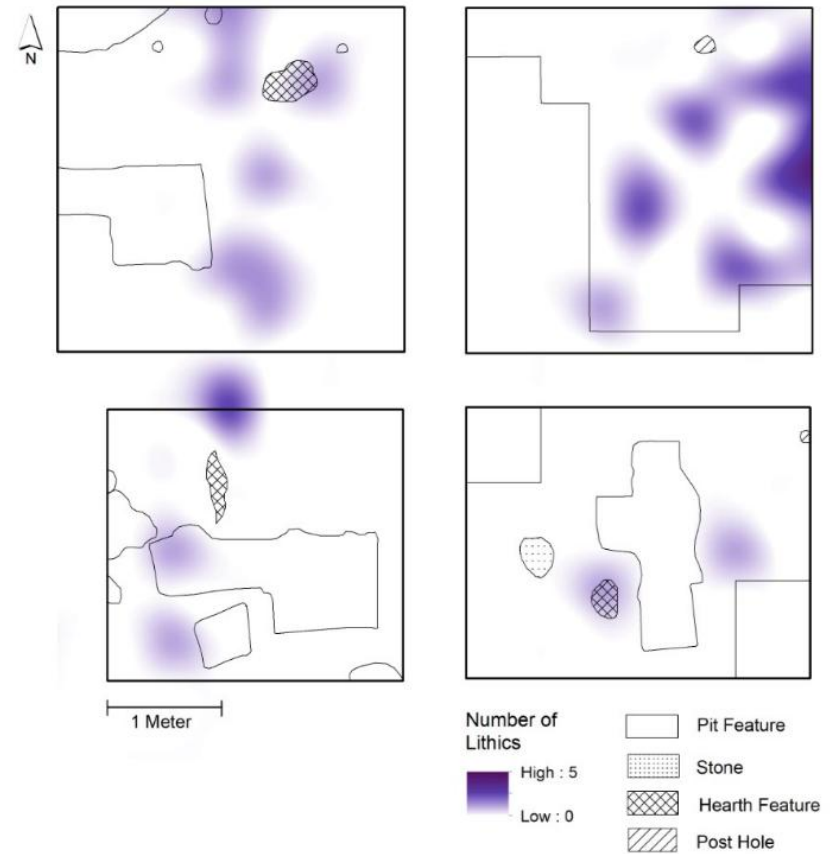 N
1 Meter
Number of
Lithics
High : 5
Low : 0
Pit Feature
Stone
Hearth Feature
Post Hole